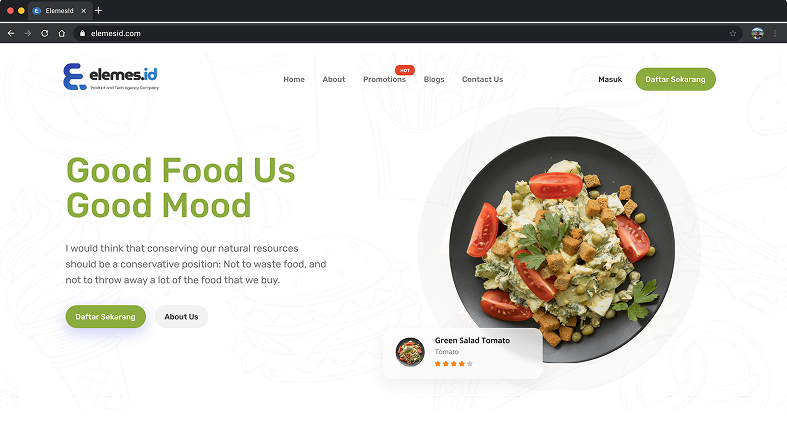 ElemesId
elemesid.com
elemes.id
Product and Tech Agency Company
Home
About
Promotions
HOT
Blogs
Contact Us
Masuk
Daftar Sekarang
Good Food Us
Good Mood
I would think that conserving our natural resources
should be a conservative position: Not to waste food, and
not to throw away a lot of the food that we buy.
Daftar Sekarang
About Us
Green Salad Tomato
Tomato